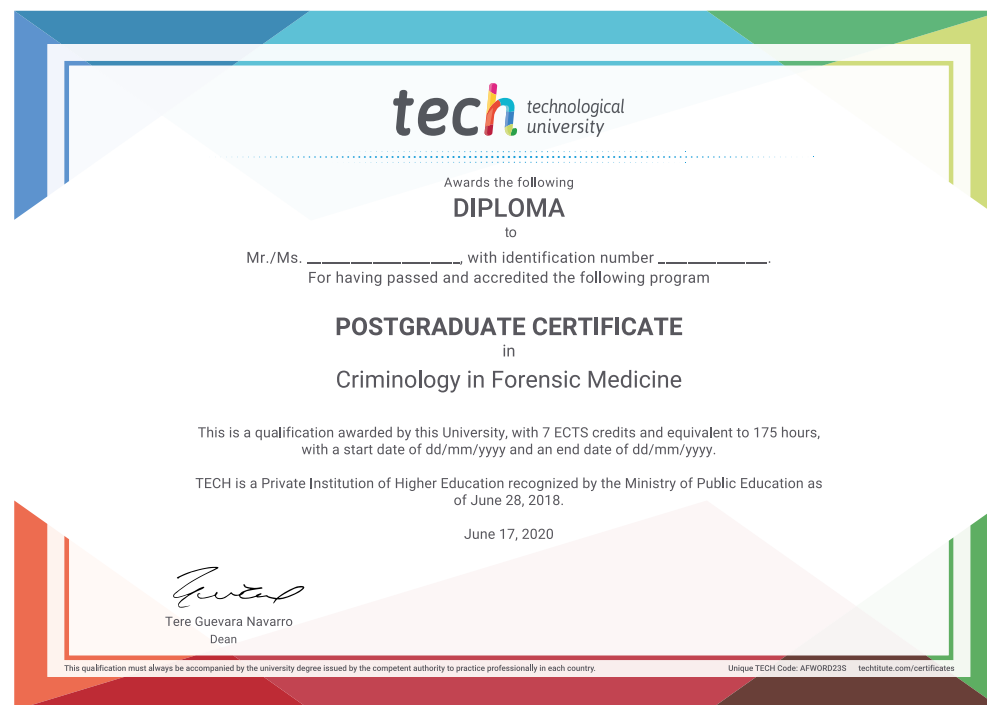 tech technological
university
Awards the following
DIPLOMA
to
Mr./Ms. ____________________, with identification number ______________.
For having passed and accredited the following program
POSTGRADUATE CERTIFICATE
in
Criminology in Forensic Medicine
This is a qualification awarded by this University, with 7 ECTS credits and equivalent to 175 hours,
with a start date of dd/mm/yyyy and an end date of dd/mm/yyyy.
TECH is a Private Institution of Higher Education recognized by the Ministry of Public Education as
of June 28, 2018.
June 17, 2020
Tere Guevara Navarro
Dean
This qualification must always be accompanied by the university degree issued by the competent authority to practice professionally in each country.
Unique TECH Code: AFWORD23S techtitute.com/certificates